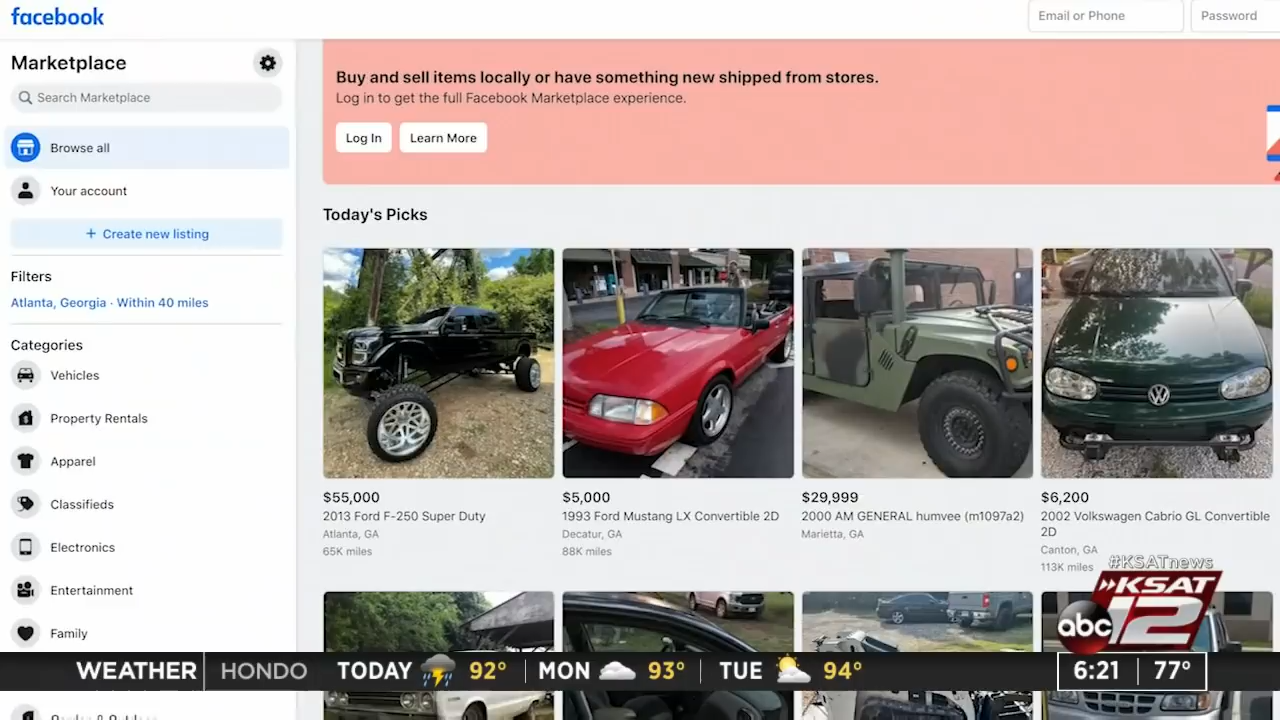 facebook
Email or Phone
Password
Marketplace
Search Marketplace
Browse all
Your account
+ Create new listing
Filters
Atlanta, Georgia · Within 40 miles
Categories
Vehicles
Property Rentals
Apparel
Classifieds
Electronics
Entertainment
Family
Buy and sell items locally or have something new shipped from stores.
Log in to get the full Facebook Marketplace experience.
Log In
Learn More
Today's Picks
$55,000
2013 Ford F-250 Super Duty
Atlanta, GA
65K miles
$5,000
1993 Ford Mustang LX Convertible 2D
Decatur, GA
88K miles
$29,999
2000 AM GENERAL humvee (m1097a2)
Marietta, GA
$6,200
2002 Volkswagen Cabrio GL Convertible
2D
Canton, GA
113K miles
#KSATnews
KSAT
abc 12
WEATHER HONDO TODAY 92° MON 93° TUE 94° 6:21 77°